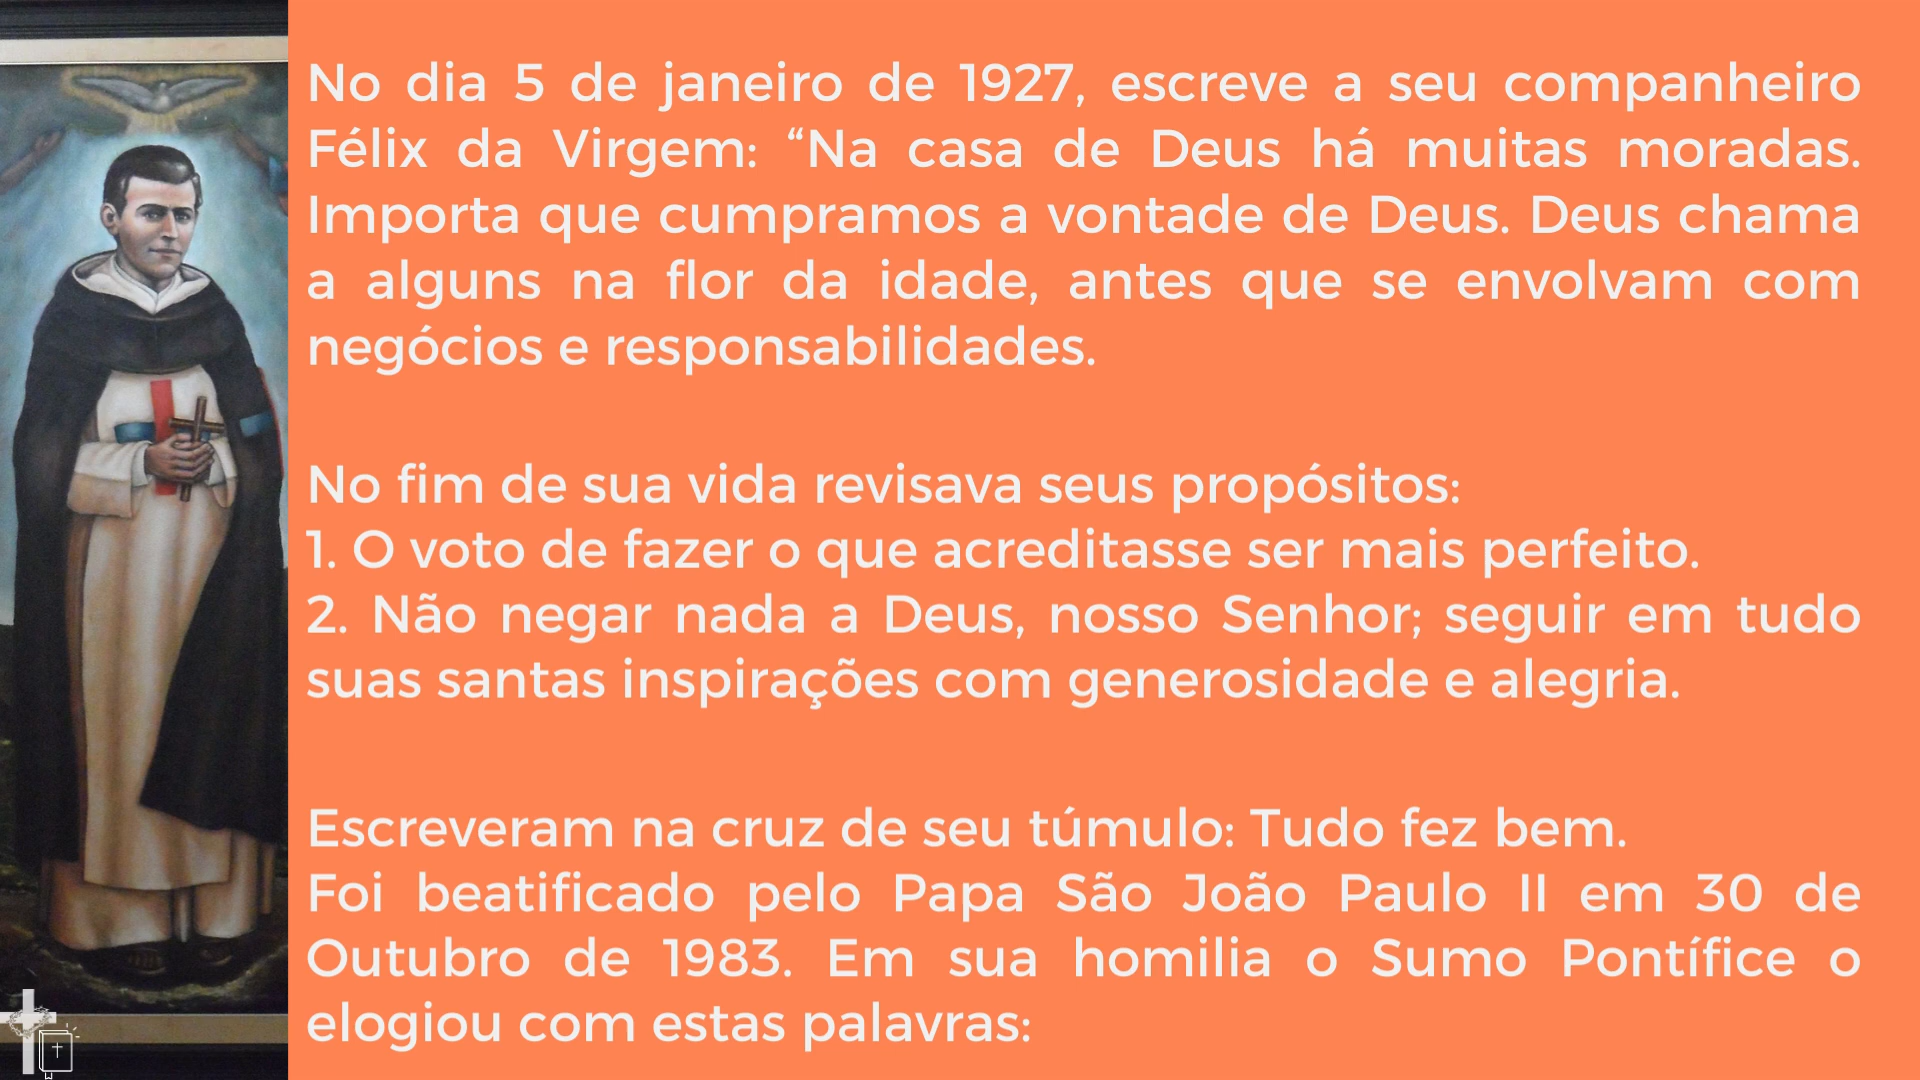 No dia 5 de janeiro de 1927, escreve a seu companheiro
Félix da Virgem: “Na casa de Deus há muitas moradas.
Importa que cumpramos a vontade de Deus. Deus chama
a alguns na flor da idade, antes que se envolvam com
negócios e responsabilidades.
No fim de sua vida revisava seus propósitos:
1. O voto de fazer o que acreditasse ser mais perfeito.
2. Não negar nada a Deus, nosso Senhor; seguir em tudo
suas santas inspirações com generosidade e alegria.
Escreveram na cruz de seu túmulo: Tudo fez bem.
Foi beatificado pelo Papa São João Paulo II em 30 de
Outubro de 1983. Em sua homilia o Sumo Pontífice o
elogiou com estas palavras: